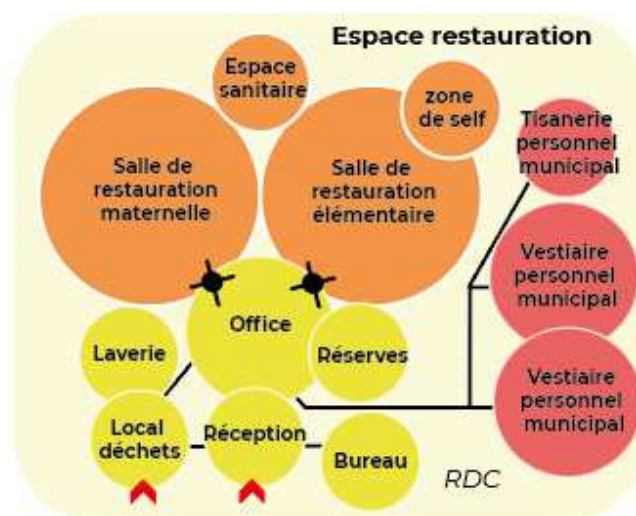 Espace restauration
Espace
sanitaire
zone
de self
Tisanerie
personnel
municipal
Salle de
restauration
maternelle
Salle de
restauration
élémentaire
Vestiaire
personnel
municipal
Office
Laverie
Réserves
Vestiaire
personnel
municipal
Local
déchets
Réception
Bureau
RDC